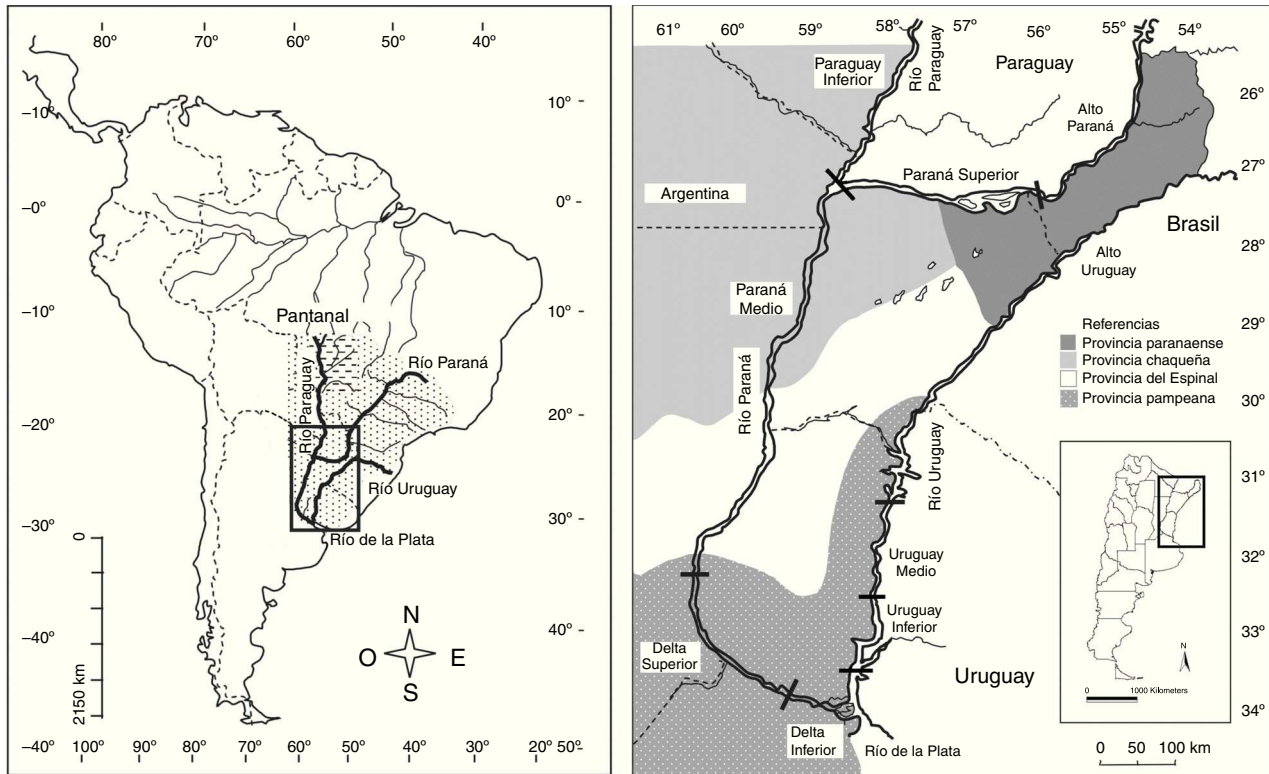 80º 70º 60º 50º 40º
–10º
–0º
–10º
–20º
–30º
–40º
–40º
10º -
0º -
10º -
20º
30º
40º
Pantanal
Río Paraguay
Río Paraná
Río Uruguay
Río de la Plata
0
2150 km
N
O E
S
100º 90º 80º 70º 60º 50º 40º 30º 20º 50º
61º 60º 59º 58º 57º 56º 55º 54º
26º
27º
28º
29º
30º
31º
32º
33º
34º
Paraguay
Inferior
Río
Paraguay
Paraguay
Alto
Paraná
Paraná Superior
Argentina
Brasil
Alto
Uruguay
Paraná
Medio
Río Paraná
Referencias
Provincia paranaense
Provincia chaqueña
Provincia del Espinal
Provincia pampeana
Río Uruguay
Uruguay
Medio
Uruguay
Inferior
Delta
Superior
Uruguay
Delta
Inferior
Río de la Plata
N
0 1000 Kilometers
0 50 100 km